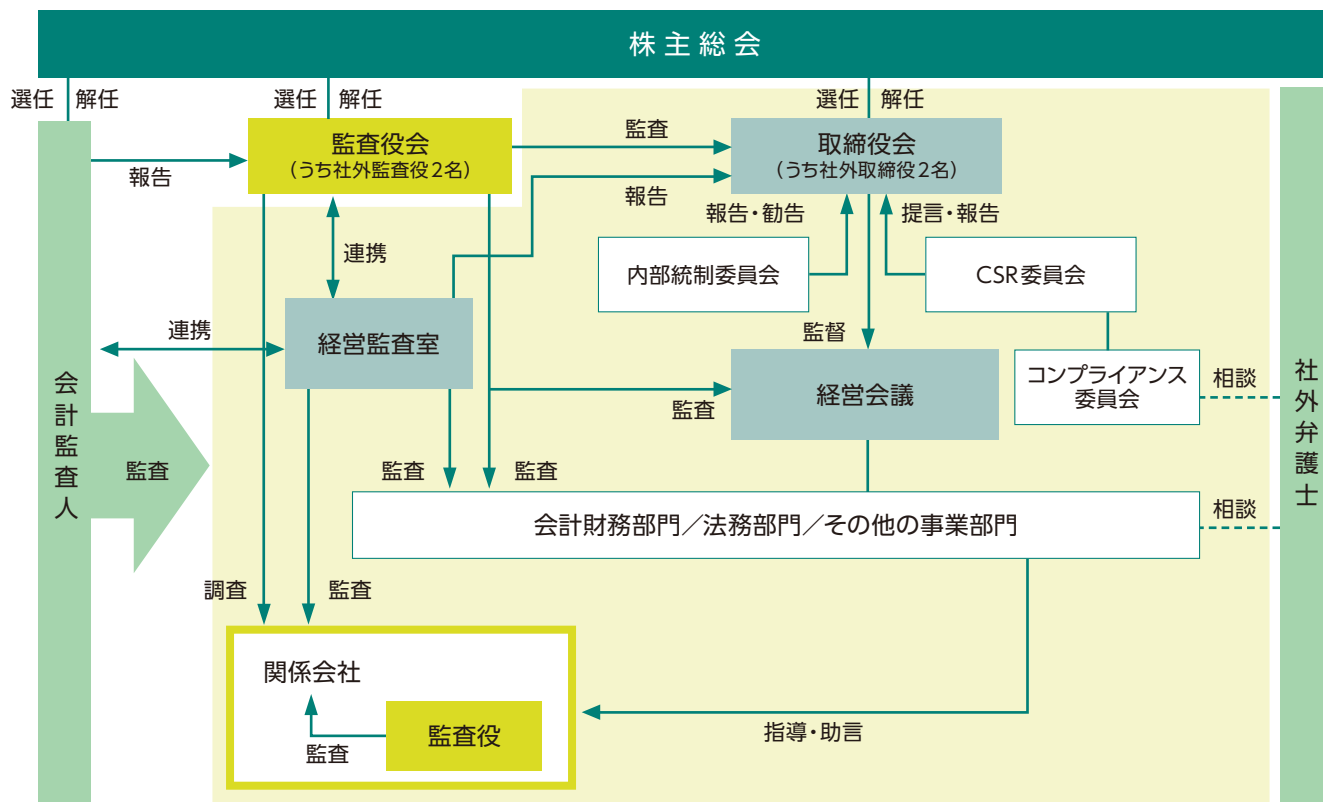 株主総会
選任 解任
選任 解任
選任 解任
監査役会
(うち社外監査役2名)
監査
取締役会
(うち社外取締役2名)
報告
報告
報告・勧告
提言・報告
連携
内部統制委員会
CSR委員会
連携
経営監査室
監督
経営会議
監査
コンプライアンス
委員会
相談
会計監査人
社外弁護士
監査
監査
監査
会計財務部門/法務部門/その他の事業部門
相談
調査
監査
関係会社
監査役
監査
指導・助言